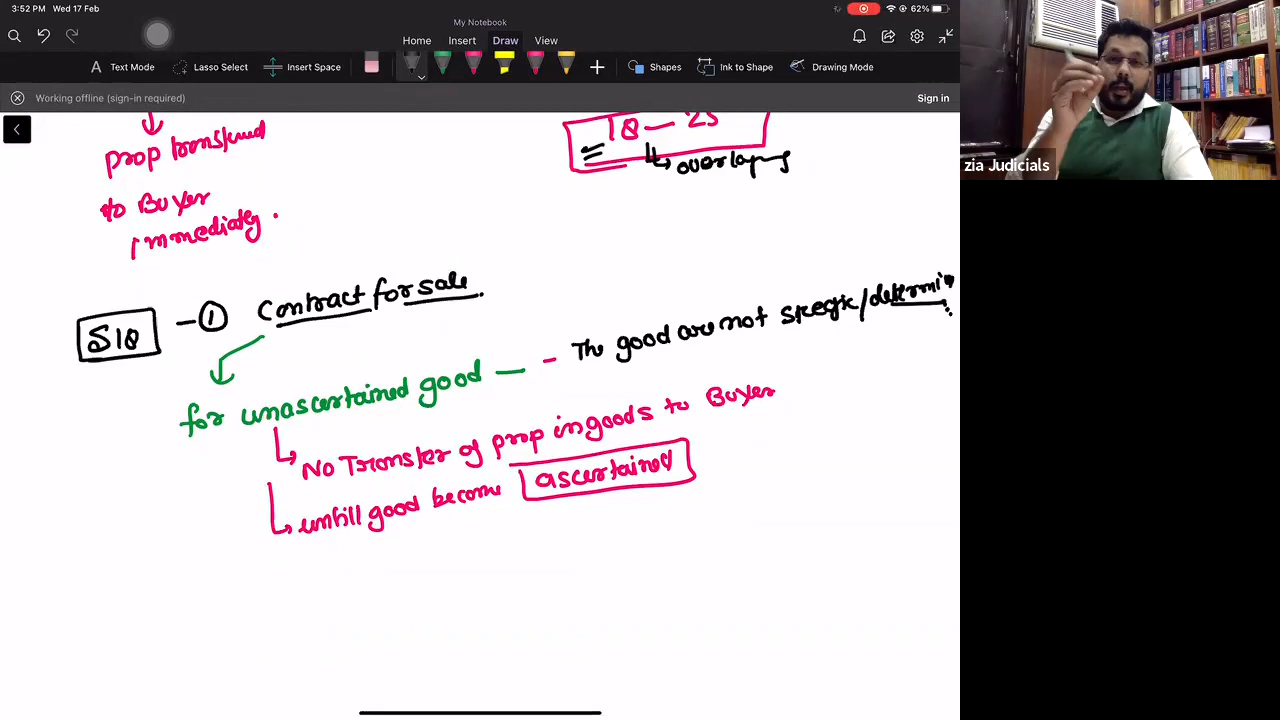 3:52 PM Wed 17 Feb
62%
My Notebook
Home Insert Draw View
Text Mode Lasso Select Insert Space Shapes Ink to Shape Drawing Mode
Working offline (sign-in required) Sign in
18 - 25
overlaping
prop transfered
to Buyer
immediately.
zia Judicials
S18 - 1 Contract for sale.
for unascertained good - - The good are not specific/determi
No Transfer of prop in goods to Buyer
untill good become ascertained